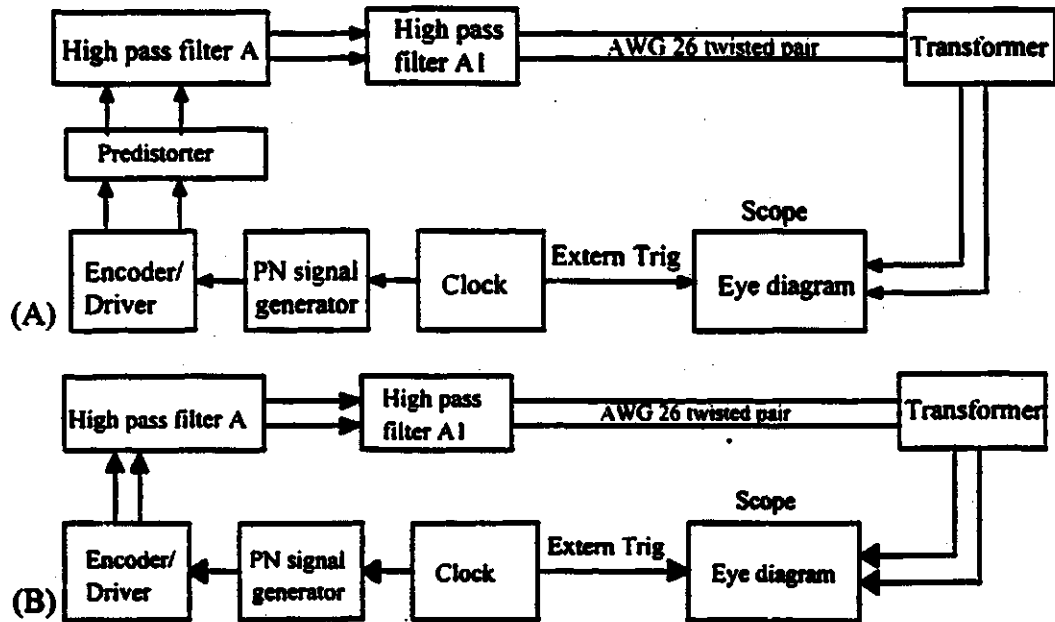 High pass filter A
High pass
filter A1
AWG 26 twisted pair
Transformer
Predistorter
Scope
Encoder/
Driver
PN signal
generator
Clock
Extern Trig
Eye diagram
(A)
High pass filter A
High pass
filter A1
AWG 26 twisted pair
Transformer
Scope
Encoder/
Driver
PN signal
generator
Clock
Extern Trig
Eye diagram
(B)